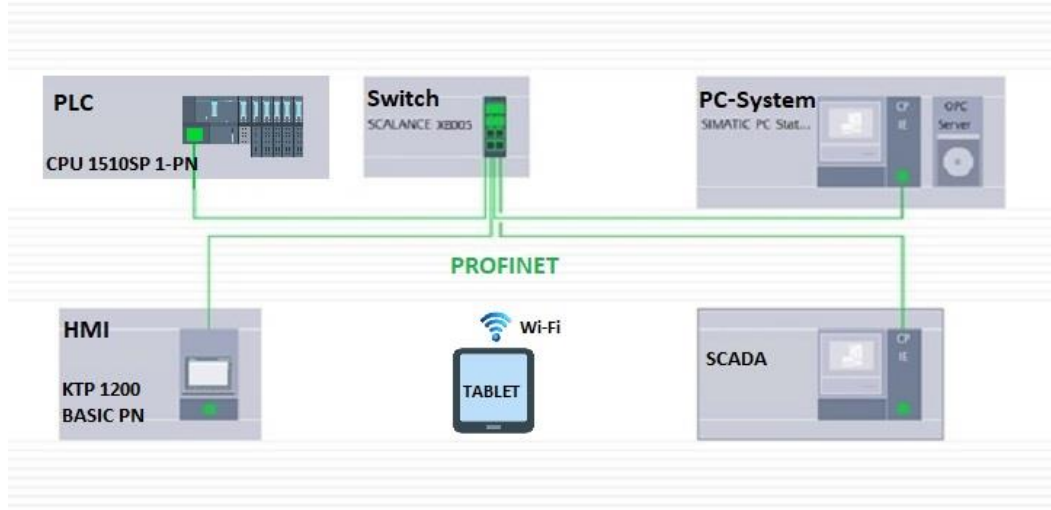 PLC
CPU 1510SP 1-PN
Switch
SCALANCE XB005
PC-System
SIMATIC PC Stat...
CP
IE
OPC
Server
PROFINET
HMI
KTP 1200
BASIC PN
Wi-Fi
TABLET
SCADA
CP
IE